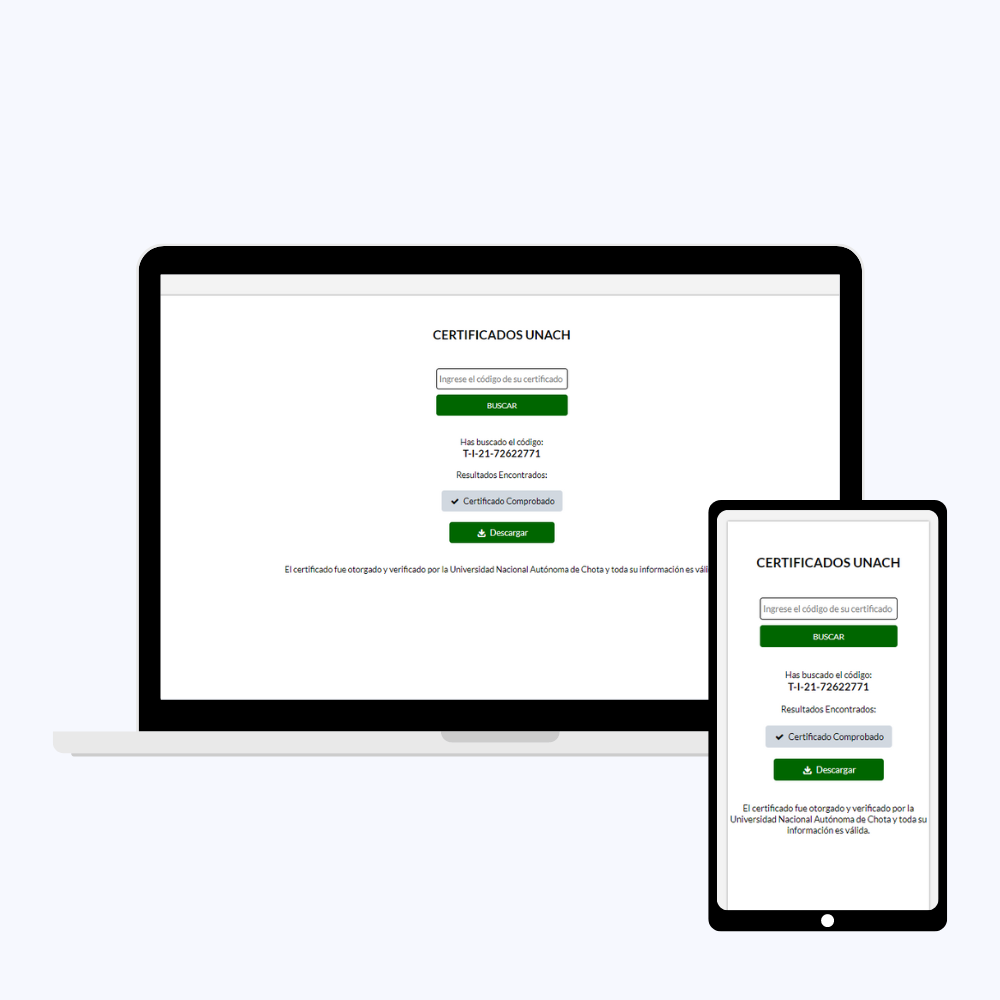 CERTIFICADOS UNACH
Ingrese el código de su certificado
BUSCAR
Has buscado el código:
T-I-21-72622771
Resultados Encontrados:
Certificado Comprobado
Descargar
El certificado fue otorgado y verificado por la Universidad Nacional Autónoma de Chota y toda su información es váli
CERTIFICADOS UNACH
Ingrese el código de su certificado
BUSCAR
Has buscado el código:
T-I-21-72622771
Resultados Encontrados:
Certificado Comprobado
Descargar
El certificado fue otorgado y verificado por la
Universidad Nacional Autónoma de Chota y toda su
información es válida.